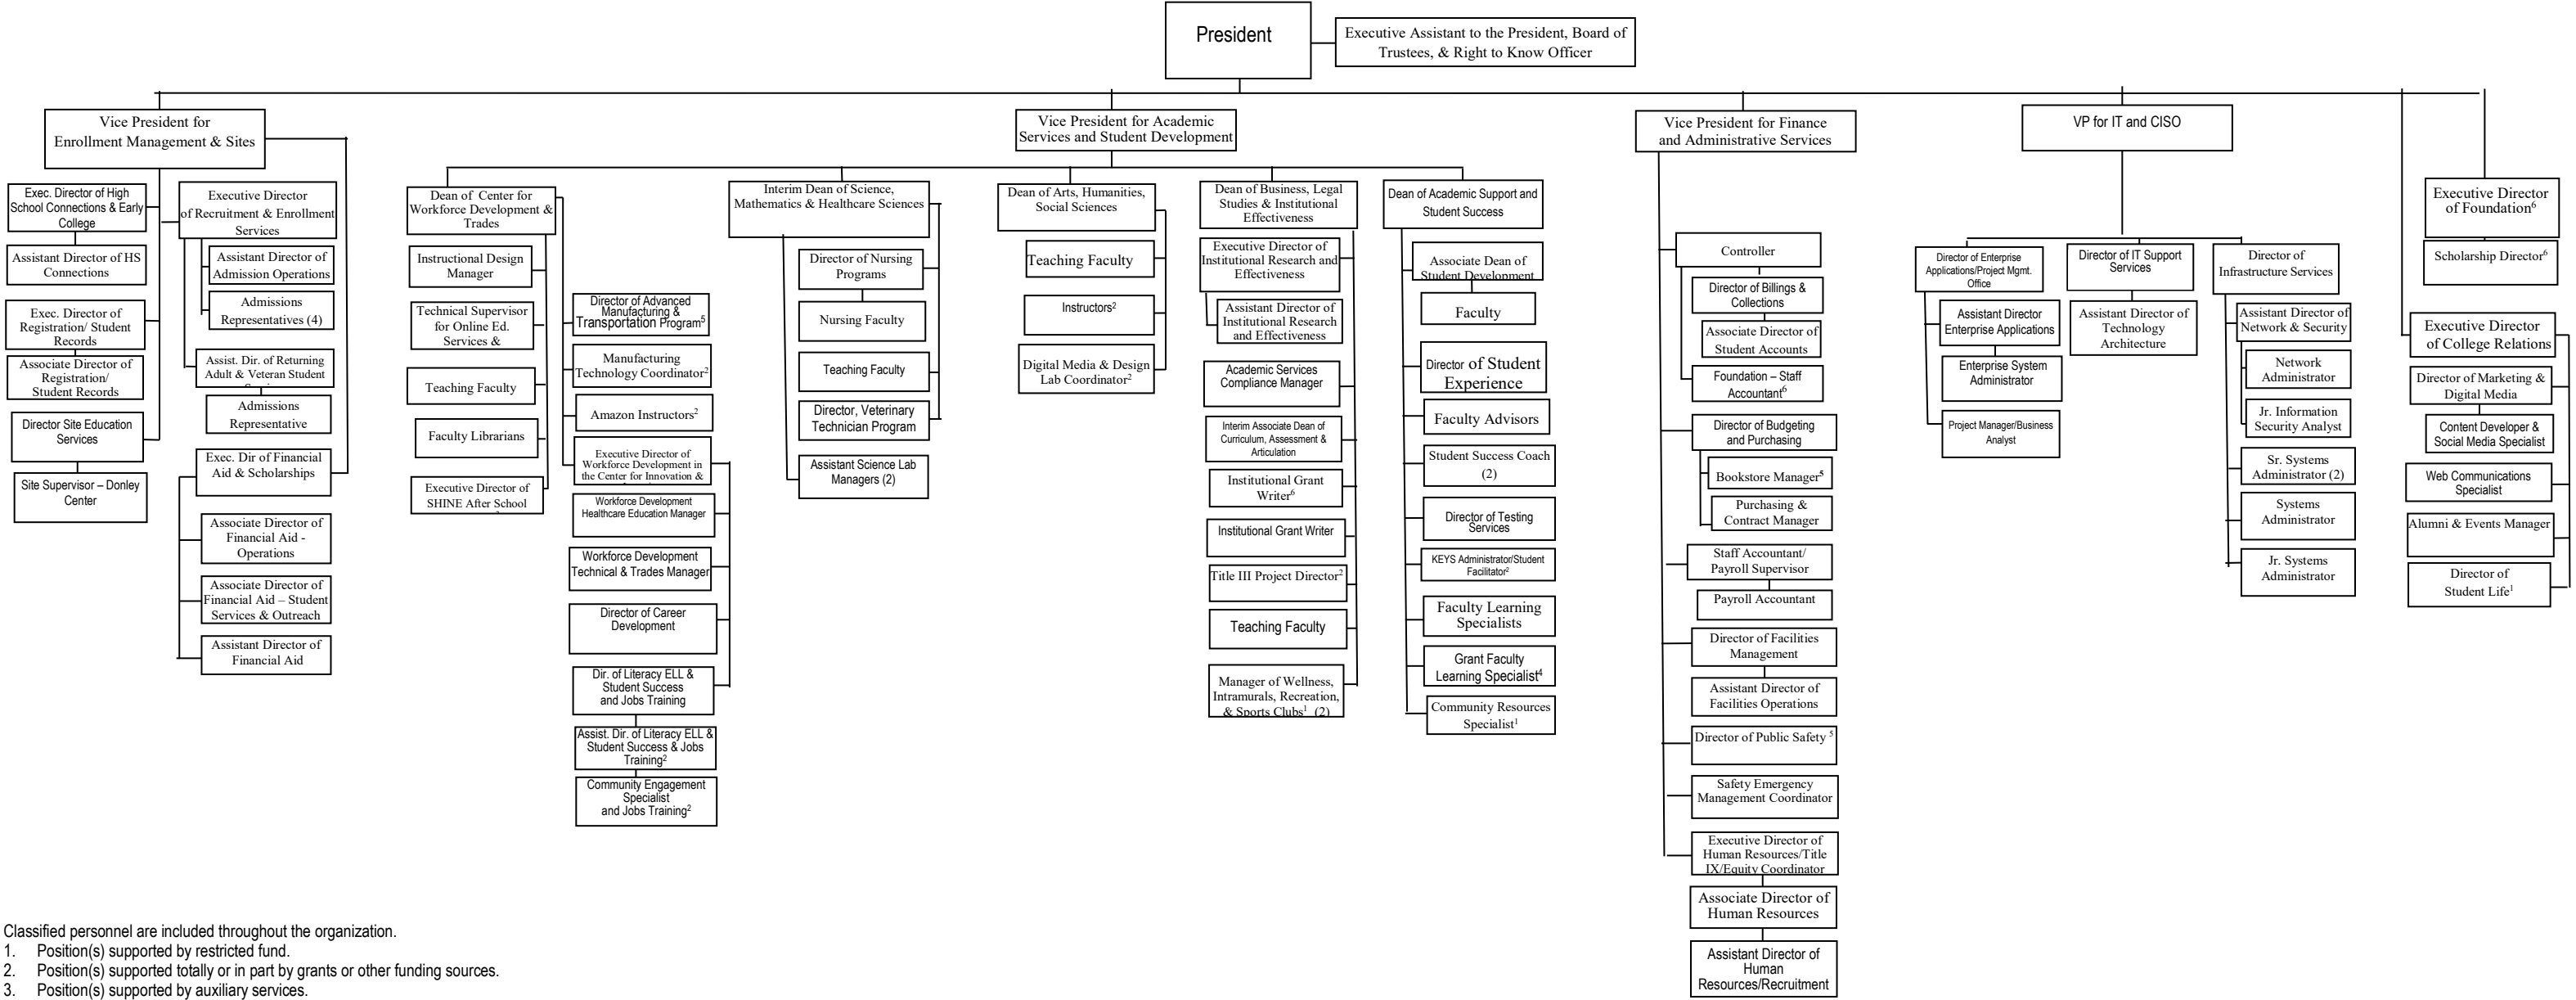 President
Executive Assistant to the President, Board of
Trustees, & Right to Know Officer
Vice President for
Enrollment Management & Sites
Exec. Director of High
School Connections & Early
College
Assistant Director of HS
Connections
Exec. Director of
Registration/ Student
Records
Associate Director of
Registration/
Student Records
Director Site Education
Services
Site Supervisor – Donley
Center
Executive Director
of Recruitment & Enrollment
Services
Assistant Director of
Admission Operations
Admissions
Representatives (4)
Assist. Dir. of Returning
Adult & Veteran Student
Admissions
Representative
Exec. Dir of Financial
Aid & Scholarships
Associate Director of
Financial Aid -
Operations
Associate Director of
Financial Aid – Student
Services & Outreach
Assistant Director of
Financial Aid
Vice President for Academic
Services and Student Development
Dean of Center for
Workforce Development &
Trades
Instructional Design
Manager
Technical Supervisor
for Online Ed.
Services &
Teaching Faculty
Faculty Librarians
Executive Director of
SHINE After School
Director of Advanced
Manufacturing &
Transportation Program5
Manufacturing
Technology Coordinator2
Amazon Instructors2
Executive Director of
Workforce Development in
the Center for Innovation &
Workforce Development
Healthcare Education Manager
Workforce Development
Technical & Trades Manager
Director of Career
Development
Dir. of Literacy ELL &
Student Success
and Jobs Training
Assist. Dir. of Literacy ELL &
Student Success & Jobs
Training2
Community Engagement
Specialist
and Jobs Training2
Interim Dean of Science,
Mathematics & Healthcare Sciences
Director of Nursing
Programs
Nursing Faculty
Teaching Faculty
Director, Veterinary
Technician Program
Assistant Science Lab
Managers (2)
Dean of Arts, Humanities,
Social Sciences
Teaching Faculty
Instructors2
Digital Media & Design
Lab Coordinator2
Dean of Business, Legal
Studies & Institutional
Effectiveness
Executive Director of
Institutional Research and
Effectiveness
Assistant Director of
Institutional Research
and Effectiveness
Academic Services
Compliance Manager
Interim Associate Dean of
Curriculum, Assessment &
Articulation
Institutional Grant
Writer6
Institutional Grant Writer
Title III Project Director2
Teaching Faculty
Manager of Wellness,
Intramurals, Recreation,
& Sports Clubs1 (2)
Dean of Academic Support and
Student Success
Associate Dean of
Student Development
Faculty
Director of Student
Experience
Faculty Advisors
Student Success Coach
(2)
Director of Testing
Services
KEYS Administrator/Student
Facilitator2
Faculty Learning
Specialists
Grant Faculty
Learning Specialist4
Community Resources
Specialist1
Vice President for Finance
and Administrative Services
Controller
Director of Billings &
Collections
Associate Director of
Student Accounts
Foundation – Staff
Accountant6
Director of Budgeting
and Purchasing
Bookstore Manager5
Purchasing &
Contract Manager
Staff Accountant/
Payroll Supervisor
Payroll Accountant
Director of Facilities
Management
Assistant Director of
Facilities Operations
Director of Public Safety 5
Safety Emergency
Management Coordinator
Executive Director of
Human Resources/Title
IX/Equity Coordinator
Associate Director of
Human Resources
Assistant Director of
Human
Resources/Recruitment
VP for IT and CISO
Director of Enterprise
Applications/Project Mgmt.
Office
Assistant Director
Enterprise Applications
Enterprise System
Administrator
Project Manager/Business
Analyst
Director of IT Support
Services
Assistant Director of
Technology
Architecture
Director of
Infrastructure Services
Assistant Director of
Network & Security
Network
Administrator
Jr. Information
Security Analyst
Sr. Systems
Administrator (2)
Systems
Administrator
Jr. Systems
Administrator
Executive Director
of Foundation6
Scholarship Director6
Executive Director
of College Relations
Director of Marketing &
Digital Media
Content Developer &
Social Media Specialist
Web Communications
Specialist
Alumni & Events Manager
Director of
Student Life1
Classified personnel are included throughout the organization.
1. Position(s) supported by restricted fund.
2. Position(s) supported totally or in part by grants or other funding sources.
3. Position(s) supported by auxiliary services.